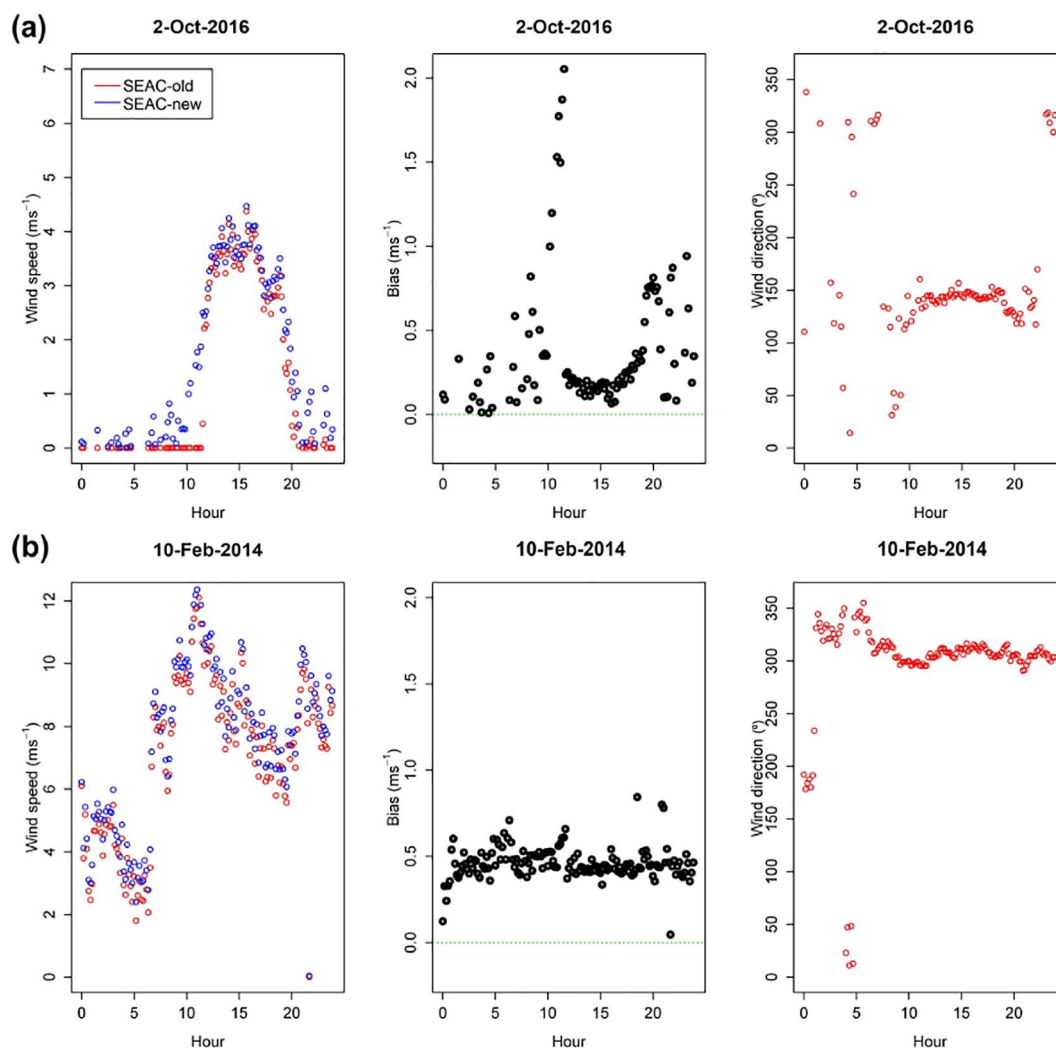 (a)
2-Oct-2016
2-Oct-2016
2-Oct-2016
SEAC-old
SEAC-new
Wind speed (ms⁻¹)
0 1 2 3 4 5 6 7
0 5 10 15 20
Hour
Bias (ms⁻¹)
0.0 0.5 1.0 1.5 2.0
0 5 10 15 20
Hour
Wind direction (º)
0 50 100 150 200 250 300 350
0 5 10 15 20
Hour
(b)
10-Feb-2014
10-Feb-2014
10-Feb-2014
Wind speed (ms⁻¹)
0 2 4 6 8 10 12
0 5 10 15 20
Hour
Bias (ms⁻¹)
0.0 0.5 1.0 1.5 2.0
0 5 10 15 20
Hour
Wind direction (º)
0 50 100 150 200 250 300 350
0 5 10 15 20
Hour